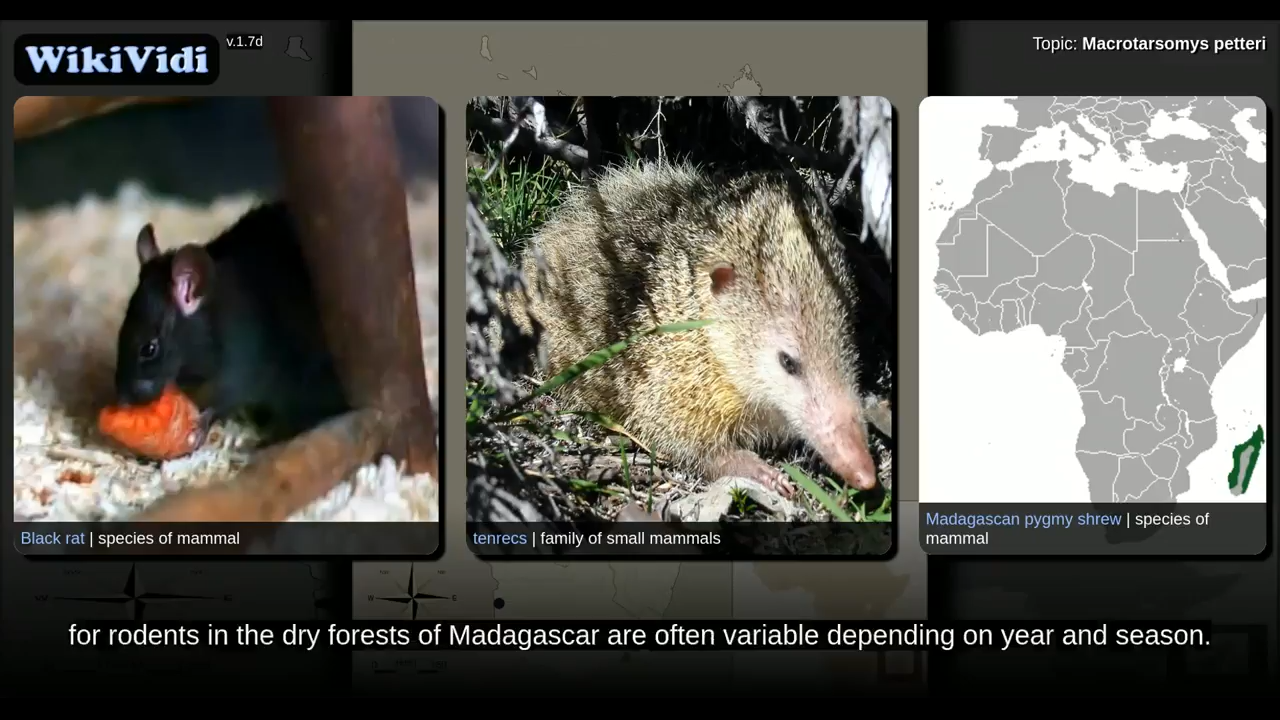 WikiVidi
v.1.7d
Topic: Macrotarsomys petteri
Black rat | species of mammal
tenrecs | family of small mammals
Madagascan pygmy shrew | species of
mammal
W
E
for rodents in the dry forests of Madagascar are often variable depending on year and season.